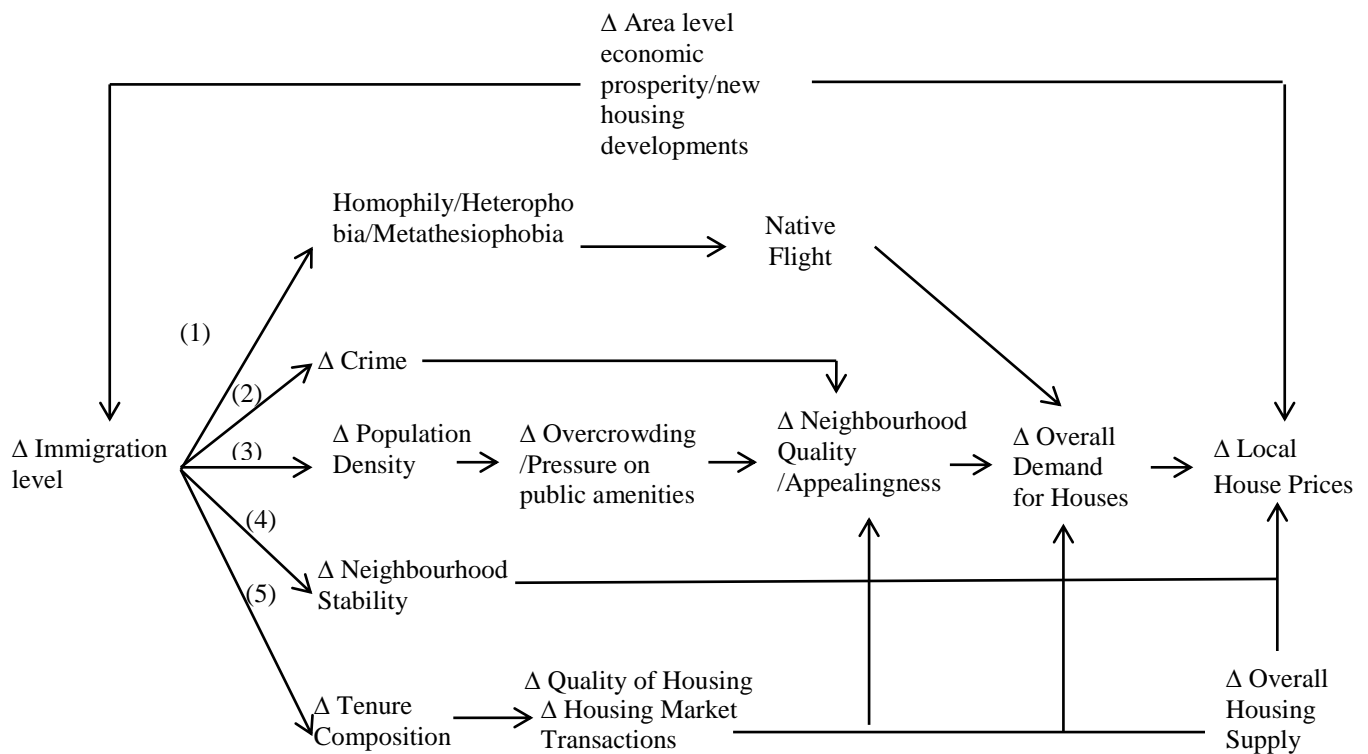 Δ Area level
economic
prosperity/new
housing
developments
Homophily/Heteropho
bia/Metathesiophobia
Native
Flight
(1)
Δ Crime
(2)
Δ Immigration
level
(3)
Δ Population
Density
Δ Overcrowding
/Pressure on
public amenities
Δ Neighbourhood
Quality
/Appealingness
Δ Overall
Demand
for Houses
Δ Local
House Prices
(4)
Δ Neighbourhood
Stability
(5)
Δ Tenure
Composition
Δ Quality of Housing
Δ Housing Market
Transactions
Δ Overall
Housing
Supply